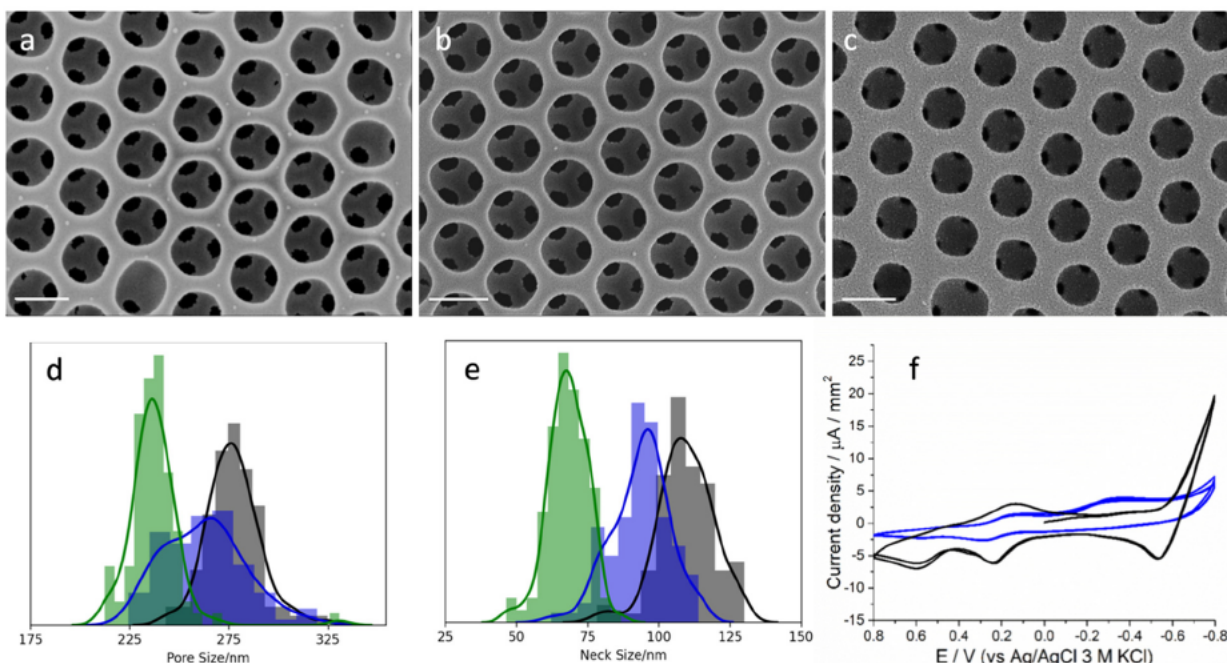 a
b
c
d
175
225
275
325
Pore Size/nm
e
25
50
75
100
125
150
Neck Size/nm
f
25
20
15
10
5
0
-5
-10
-15
Current density / μA / mm²
0.8
0.6
0.4
0.2
0.0
-0.2
-0.4
-0.6
-0.8
E / V (vs Ag/AgCl 3 M KCl)